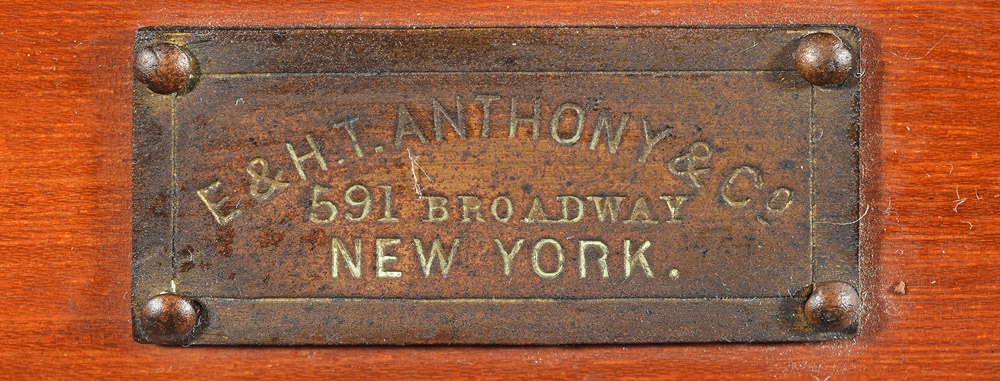 E & H.T. ANTHONY & Co
591 BROADWAY
NEW YORK.